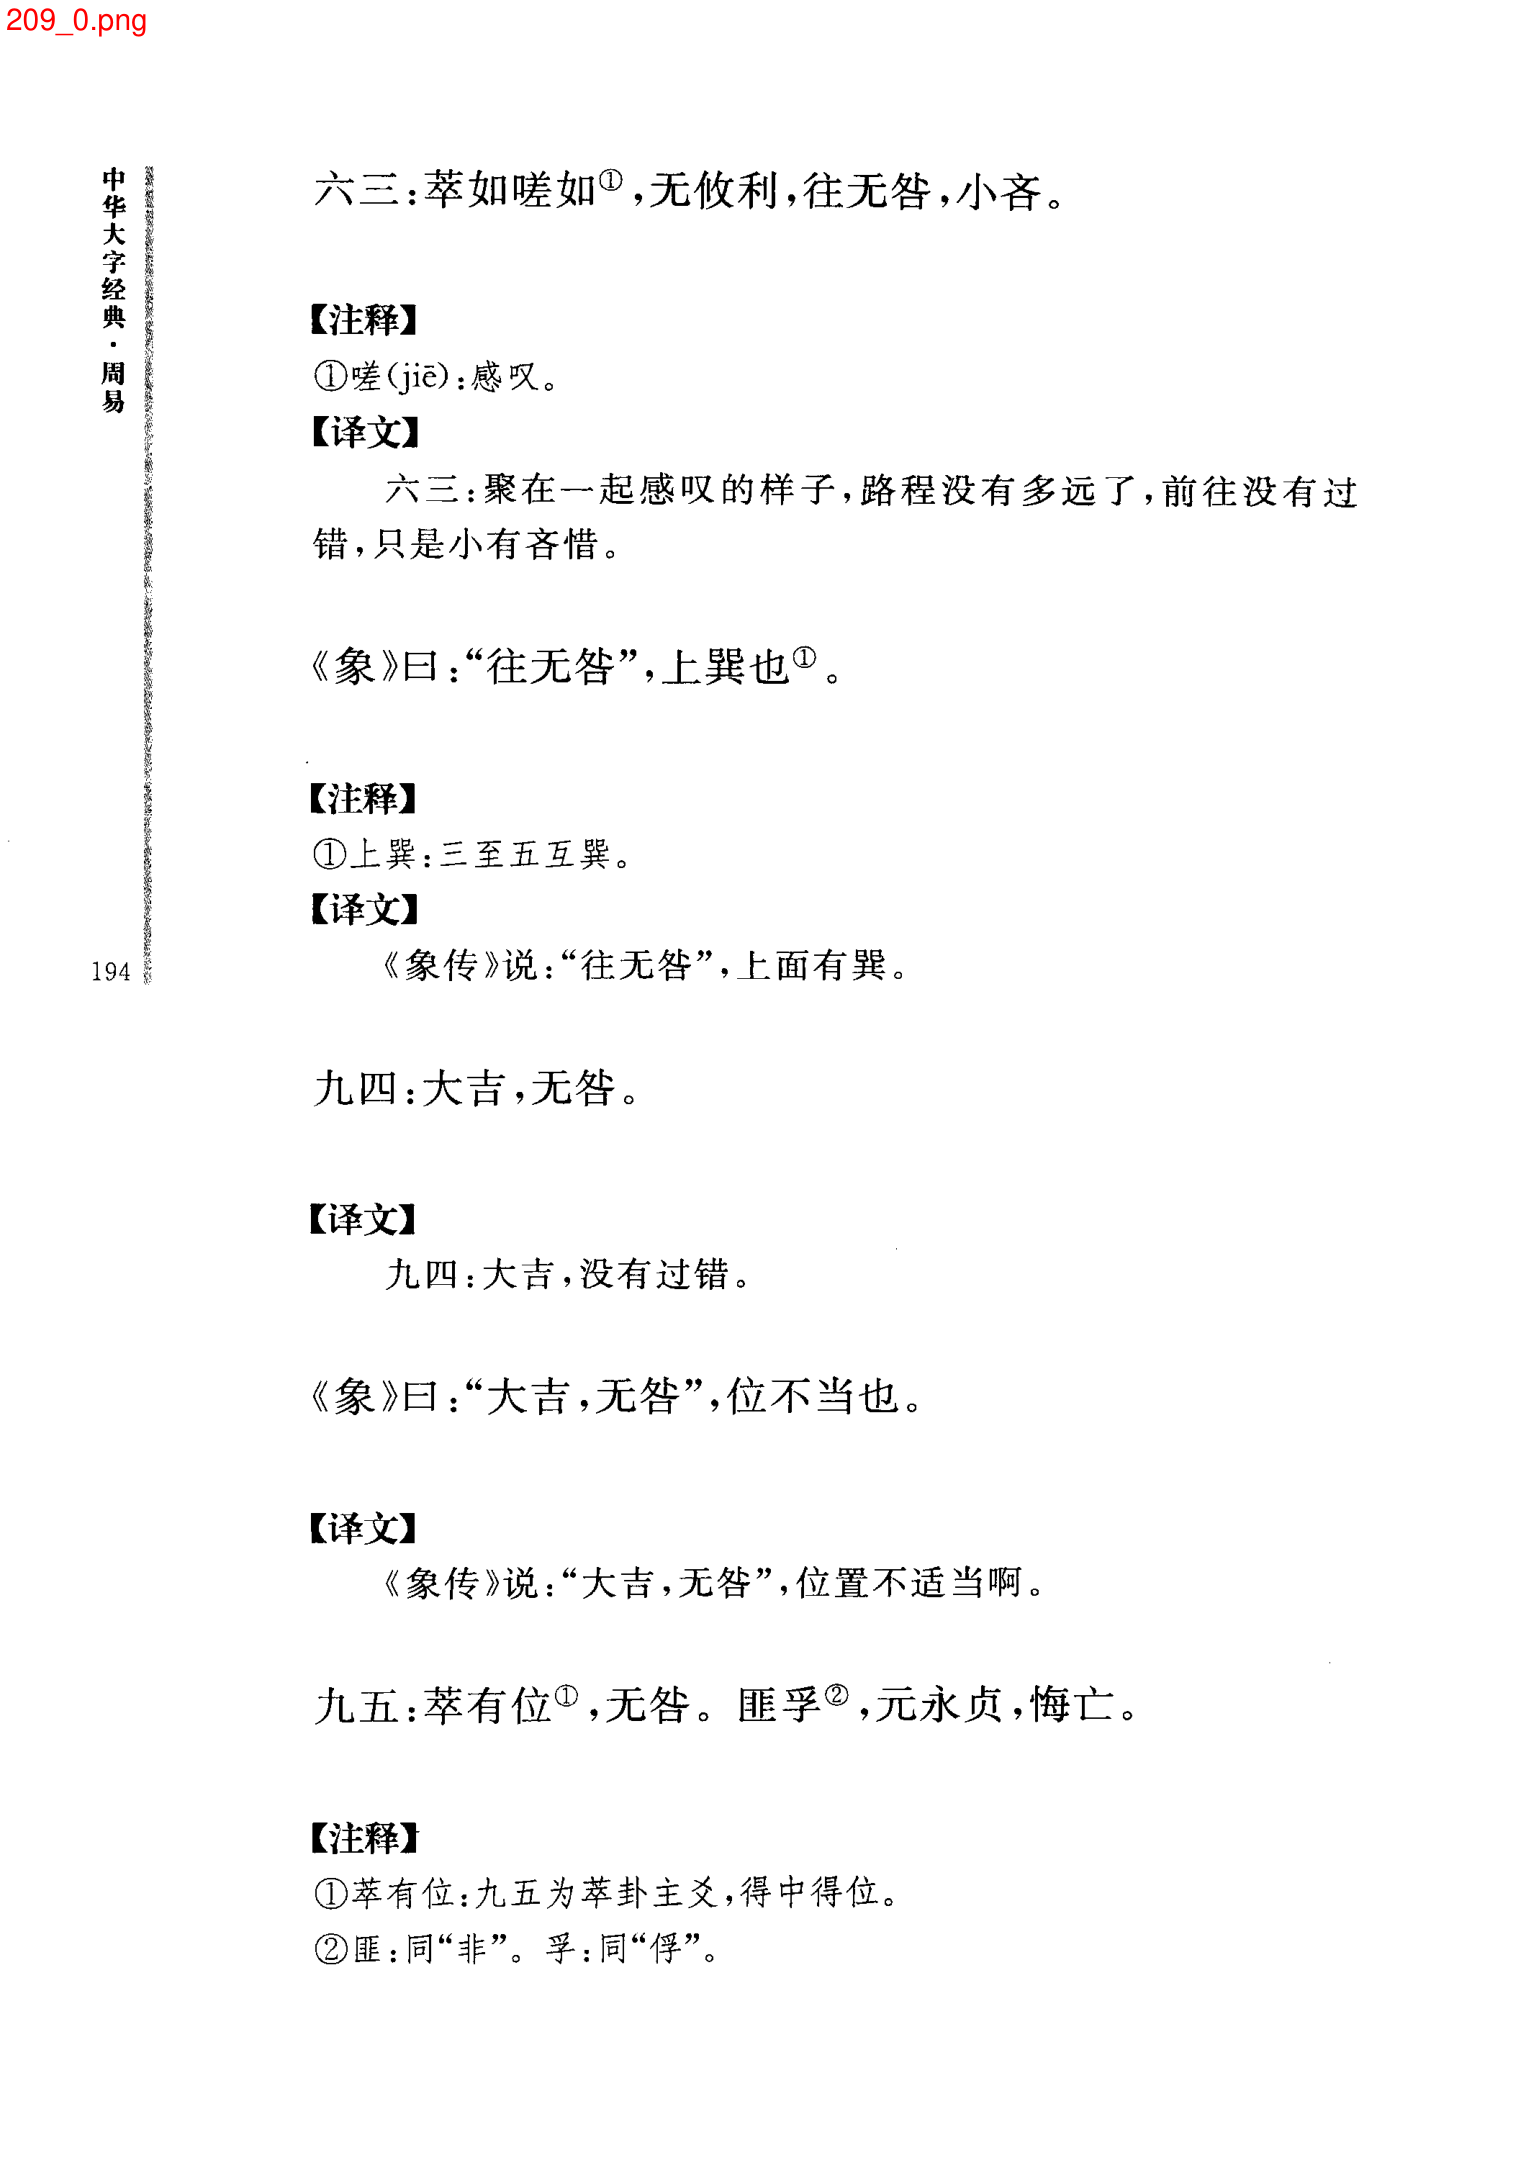 209_0.png
中华大字经典·周易
194
六三：萃如嗟如①，无攸利，往无咎，小吝。
【注释】
①嗟(jiē)：感叹。
【译文】
六三：聚在一起感叹的样子，路程没有多远了，前往没有过
错，只是小有吝惜。
《象》曰：“往无咎”，上巽也①。
【注释】
①上巽：三至五互巽。
【译文】
《象传》说：“往无咎”，上面有巽。
九四：大吉，无咎。
【译文】
九四：大吉，没有过错。
《象》曰：“大吉，无咎”，位不当也。
【译文】
《象传》说：“大吉，无咎”，位置不适当啊。
九五：萃有位①，无咎。匪孚②，元永贞，悔亡。
【注释】
①萃有位：九五为萃卦主爻，得中得位。
②匪：同“非”。孚：同“俘”。